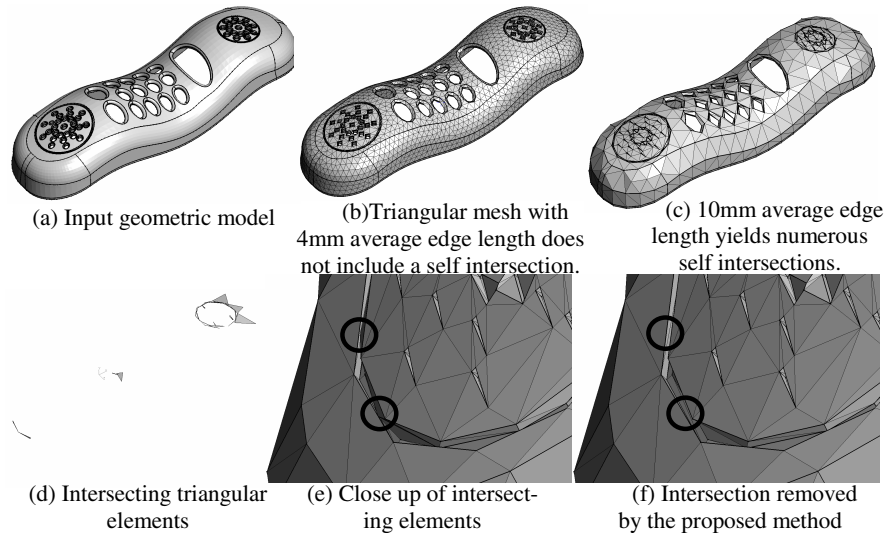 (a) Input geometric model
(b)Triangular mesh with
4mm average edge length does
not include a self intersection.
(c) 10mm average edge
length yields numerous
self intersections.
(d) Intersecting triangular
elements
(e) Close up of intersect-
ing elements
(f) Intersection removed
by the proposed method